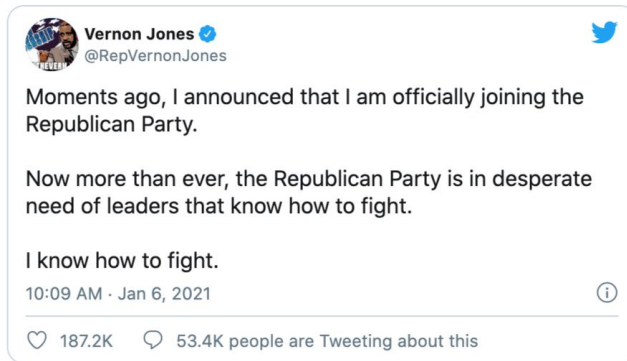 Vernon Jones
@RepVernonJones
Moments ago, I announced that I am officially joining the
Republican Party.
Now more than ever, the Republican Party is in desperate
need of leaders that know how to fight.
I know how to fight.
10:09 AM · Jan 6, 2021
187.2K 53.4K people are Tweeting about this